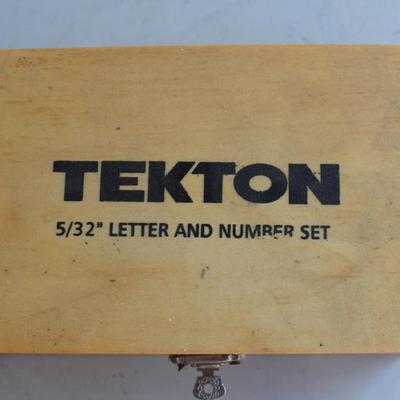 TEKTON
5/32" LETTER AND NUMBER SET